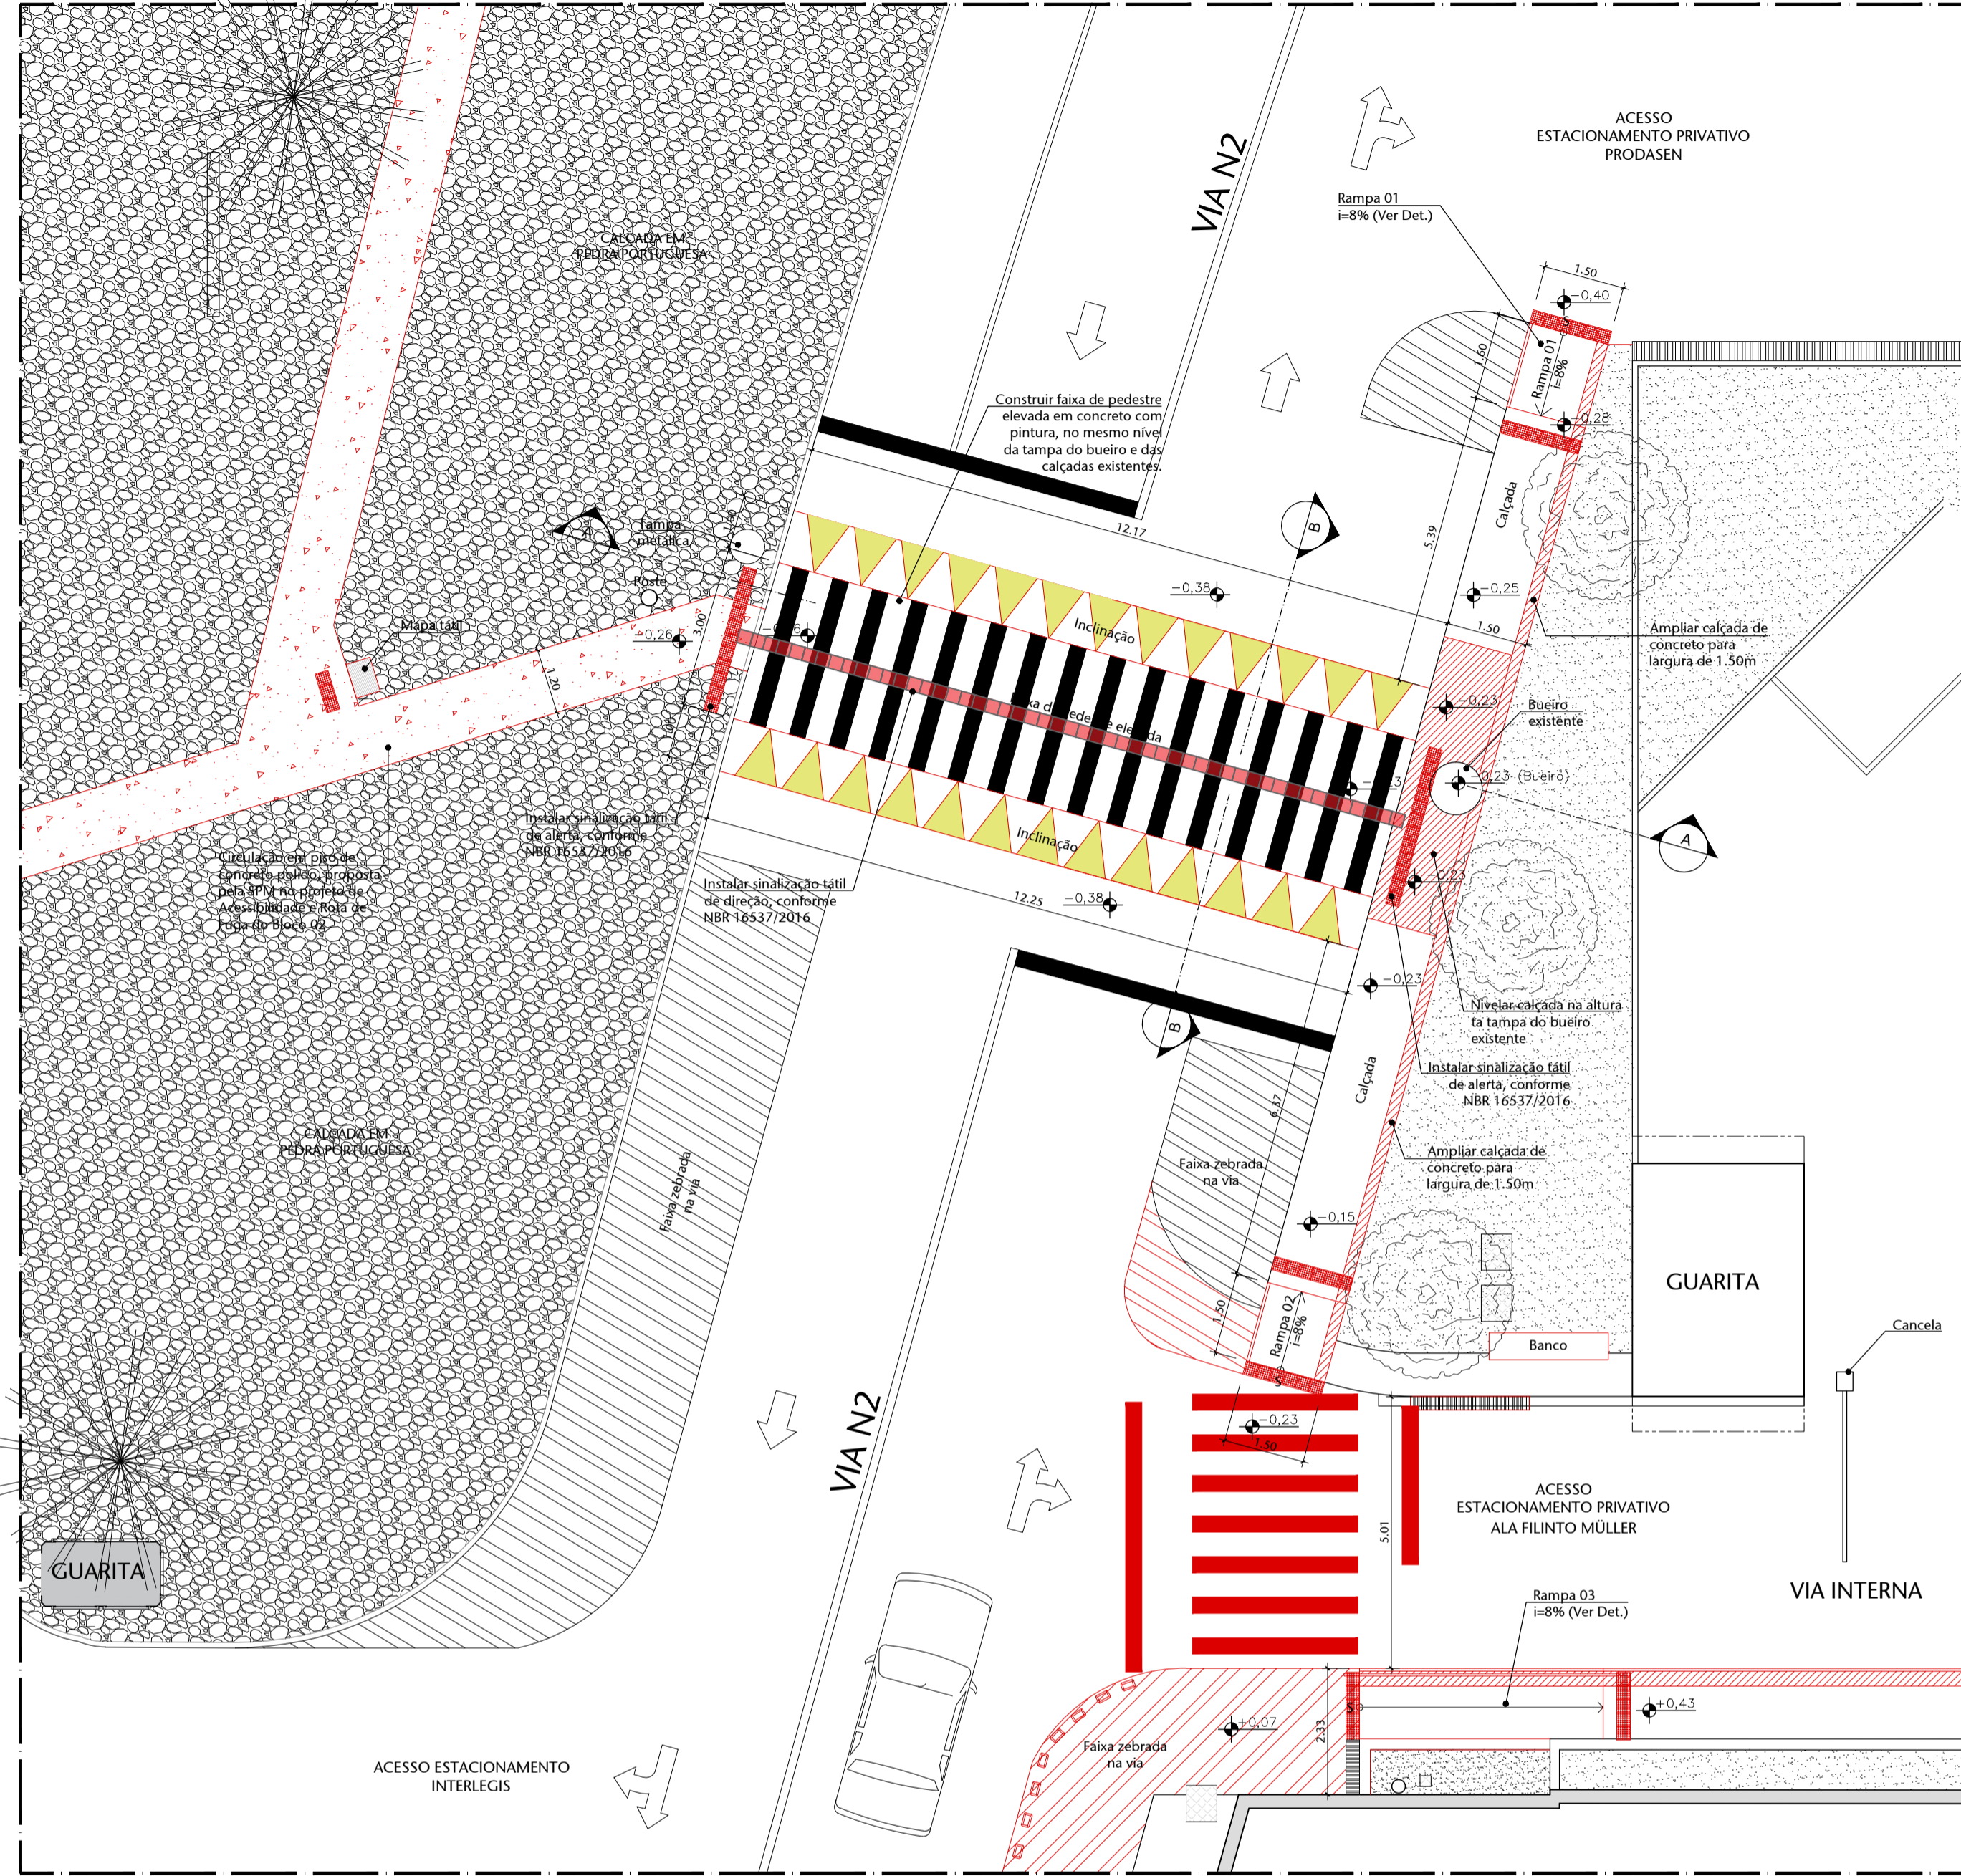 ACESSO
ESTACIONAMENTO PRIVATIVO
PRODASEN
VIA N2
Rampa 01
i=8% (Ver Det.)
CALÇADA EM
PEDRA PORTUGUESA
1.50
-0,40
S
1.60
Rampa 01
i=8%
-0,28
Construir faixa de pedestre
elevada em concreto com
pintura, no mesmo nível
da tampa do bueiro e das
calçadas existentes.
Calçada
12.17
B
5.39
A
Tampa
metálica
1.00
Poste
-0,38
-0,25
Mapa tátil
-0,26
3.00
Inclinação
1.50
Ampliar calçada de
concreto para
largura de 1.50m
1.20
-0,23
Bueiro
existente
1.00
-0,23 (Bueiro)
A
Instalar sinalização tátil
de alerta, conforme
NBR 16537/2016
Inclinação
Circulação em piso de
concreto polido, proposta
pela SPM no projeto de
Acessibilidade e Rota de
Fuga do Bloco 02
Instalar sinalização tátil
de direção, conforme
NBR 16537/2016
12.25
-0,38
-0,23
-0,23
Nivelar calçada na altura
ta tampa do bueiro
existente
B
Instalar sinalização tátil
de alerta, conforme
NBR 16537/2016
Calçada
6.37
CALÇADA EM
PEDRA PORTUGUESA
Faixa zebrada
na via
Faixa zebrada
na via
Ampliar calçada de
concreto para
largura de 1.50m
-0,15
GUARITA
1.50
Rampa 02
i=8%
Banco
Cancela
S
-0,23
1.50
VIA N2
ACESSO
ESTACIONAMENTO PRIVATIVO
ALA FILINTO MÜLLER
5.01
GUARITA
VIA INTERNA
Rampa 03
i=8% (Ver Det.)
S
+0,43
+0,07
2.33
Faixa zebrada
na via
ACESSO ESTACIONAMENTO
INTERLEGIS